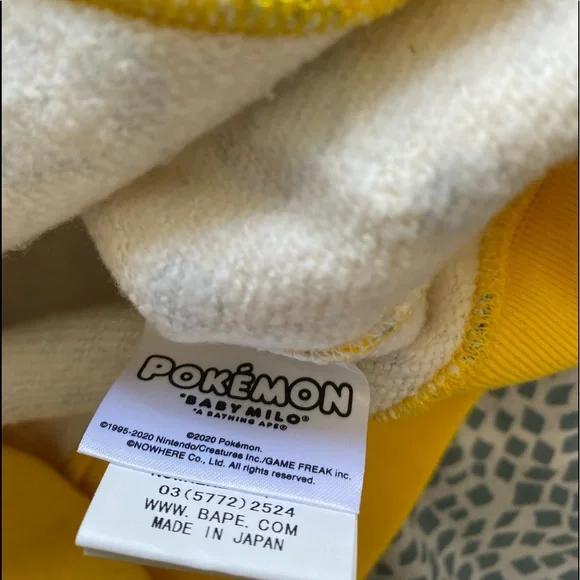 POKÉMON
"BABY MILO®
"A BATHING APE®
©2020 Pokémon.
©1995-2020 Nintendo/Creatures Inc./GAME FREAK inc.
©NOWHERE Co., Ltd. All rights reserved.
03(5772)2524
WWW. BAPE. COM
MADE IN JAPAN